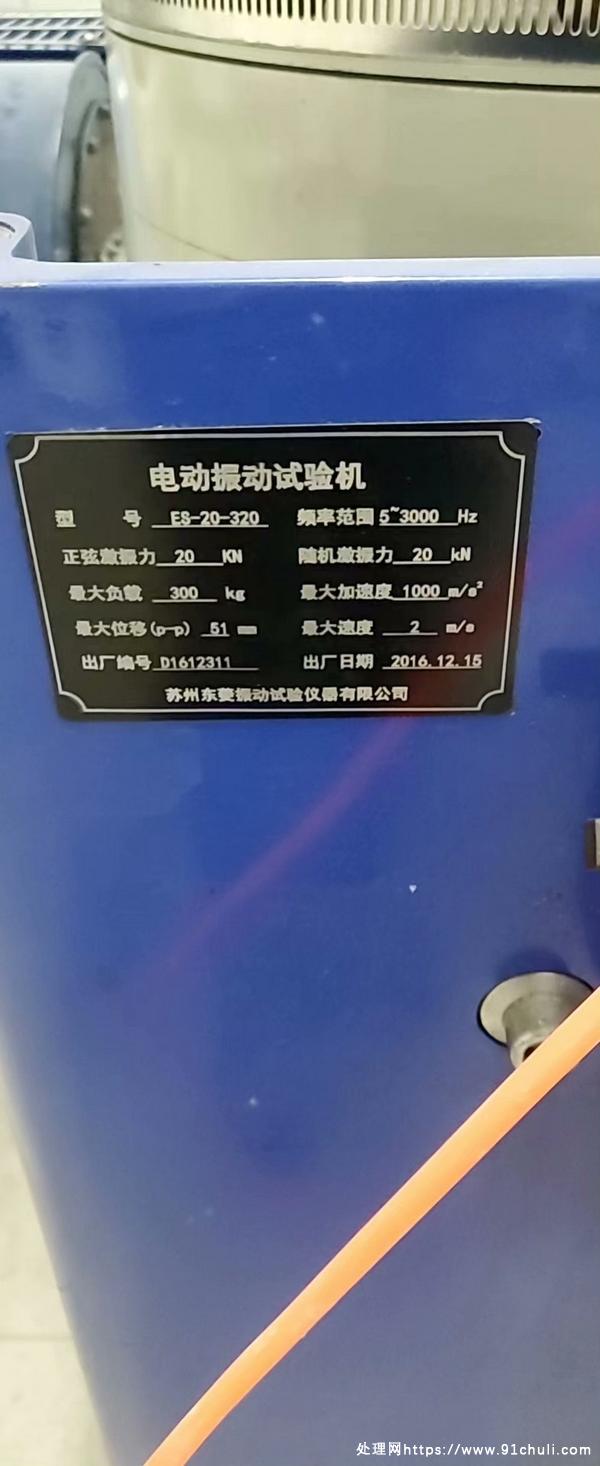 电动振动试验机
型 号 ES-20-320 频率范围 5~3000 Hz
正弦激振力 20 KN 随机激振力 20 kN
最大负载 300 kg 最大加速度 1000 m/s²
最大位移(p-p) 51 mm 最大速度 2 m/s
出厂编号 D1612311 出厂日期 2016.12.15
苏州东菱振动试验仪器有限公司
处理网https://www.91chuli.com